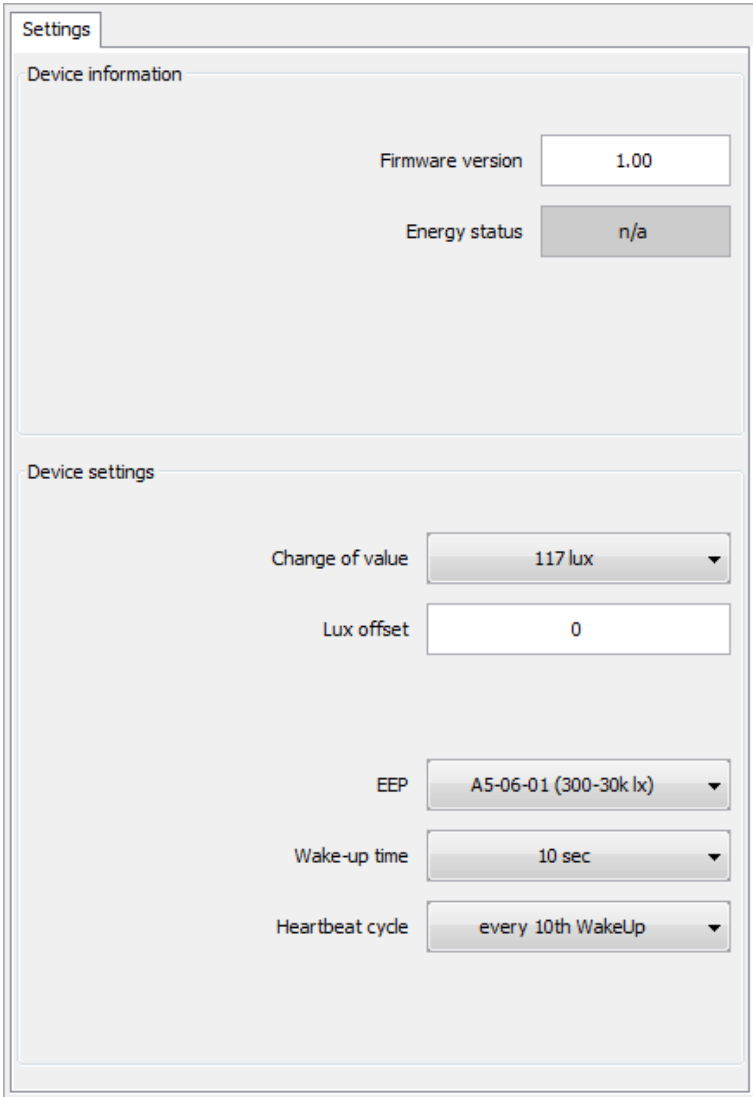 Settings
Device information
Firmware version 1.00
Energy status n/a
Device settings
Change of value 117 lux
Lux offset 0
EEP A5-06-01 (300-30k lx)
Wake-up time 10 sec
Heartbeat cycle every 10th WakeUp